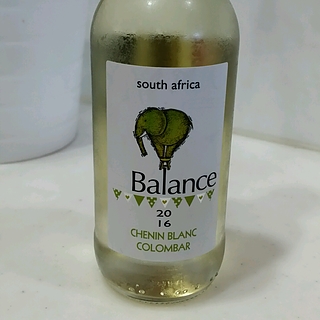 south africa
Balance
20
16
CHENIN BLANC
COLOMBAR